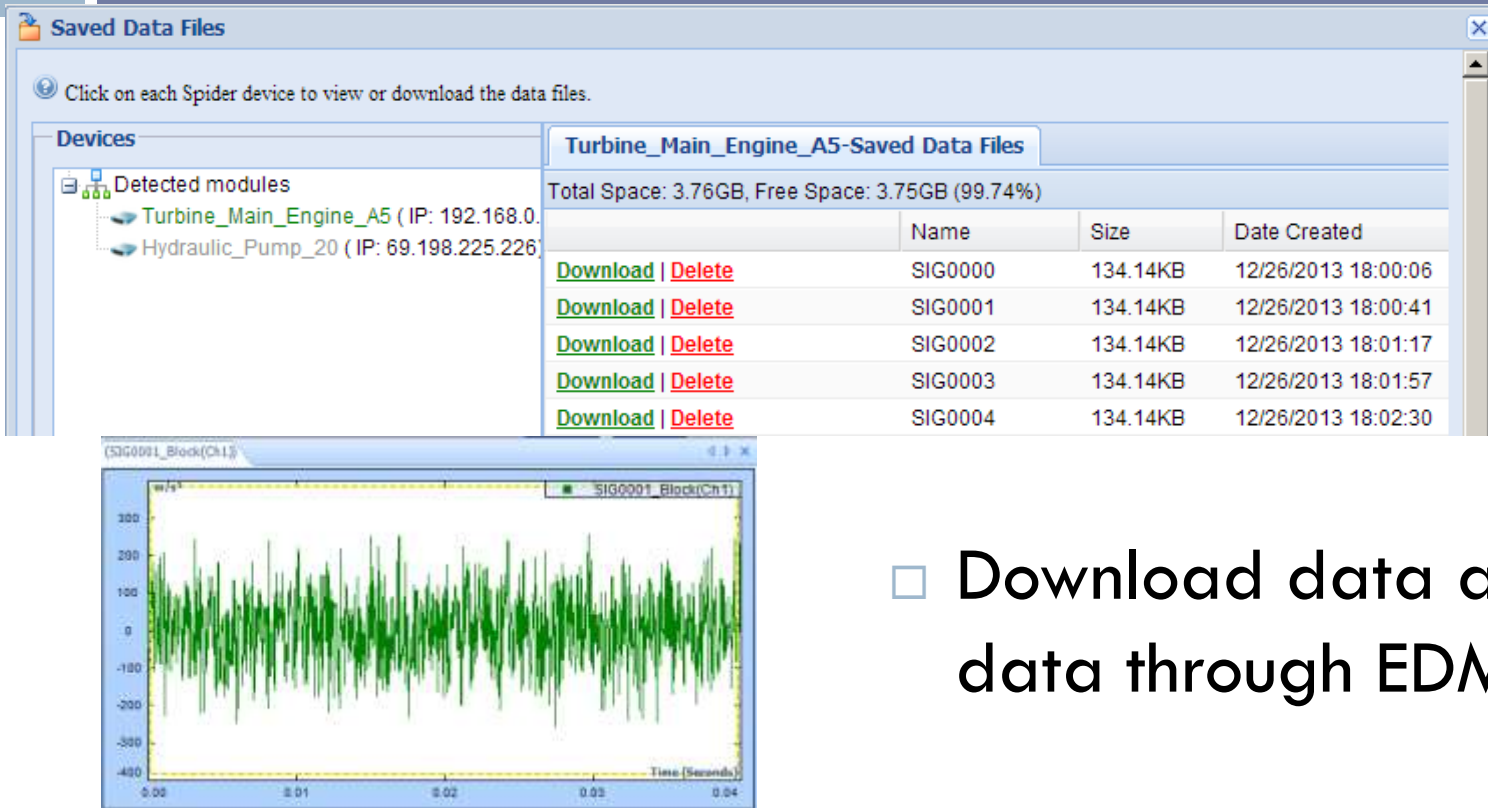 Saved Data Files
Click on each Spider device to view or download the data files.
Devices
Detected modules
Turbine_Main_Engine_A5 ( IP: 192.168.0.
Hydraulic_Pump_20 ( IP: 69.198.225.226)
Turbine_Main_Engine_A5-Saved Data Files
Total Space: 3.76GB, Free Space: 3.75GB (99.74%)
Name Size Date Created
Download | Delete SIG0000 134.14KB 12/26/2013 18:00:06
Download | Delete SIG0001 134.14KB 12/26/2013 18:00:41
Download | Delete SIG0002 134.14KB 12/26/2013 18:01:17
Download | Delete SIG0003 134.14KB 12/26/2013 18:01:57
Download | Delete SIG0004 134.14KB 12/26/2013 18:02:30
(SIG0001_Block(Ch1))
SIG0001_Block(Ch1)
300
200
100
0
-100
-200
-300
-400
Time (Seconds)
0.00 0.01 0.02 0.03 0.04
Download data
data through